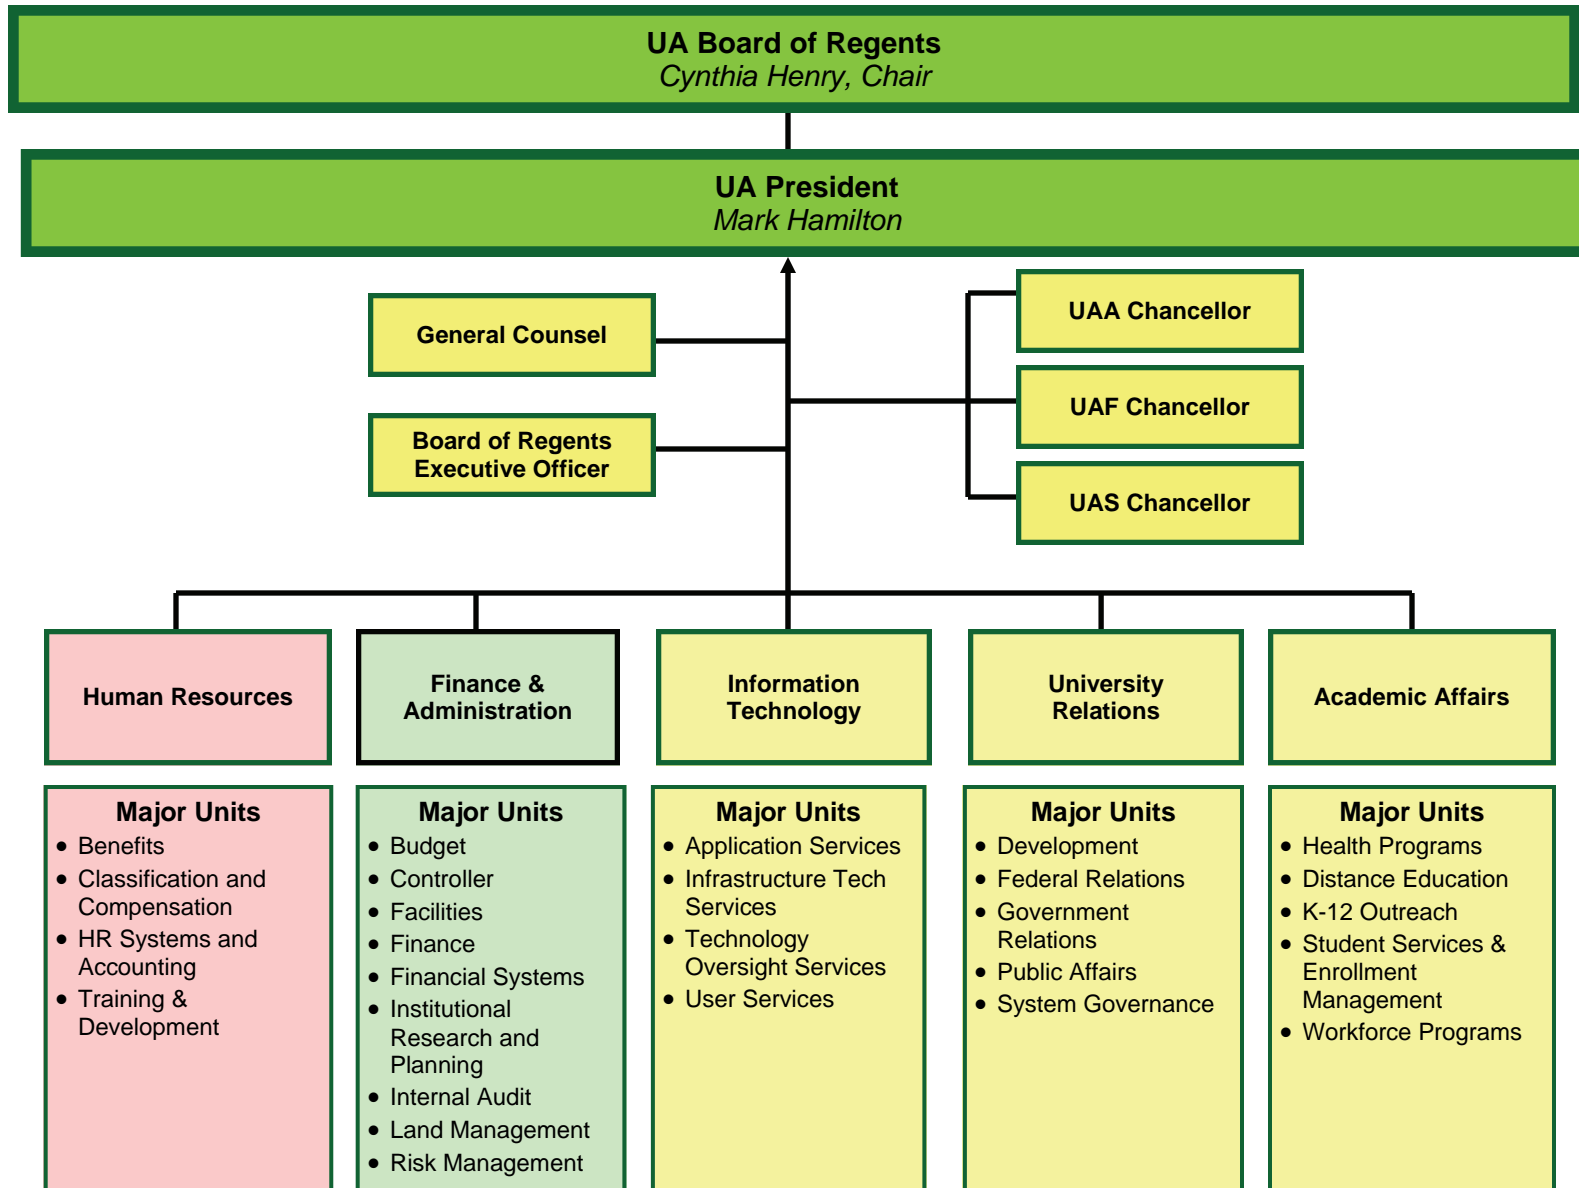 UA Board of Regents
Cynthia Henry, Chair
UA President
Mark Hamilton
General Counsel
Board of Regents
Executive Officer
UAA Chancellor
UAF Chancellor
UAS Chancellor
Human Resources
Finance &
Administration
Information
Technology
University
Relations
Academic Affairs
Major Units
• Benefits
• Classification and
Compensation
• HR Systems and
Accounting
• Training &
Development
Major Units
• Budget
• Controller
• Facilities
• Finance
• Financial Systems
• Institutional
Research and
Planning
• Internal Audit
• Land Management
• Risk Management
Major Units
• Application Services
• Infrastructure Tech
Services
• Technology
Oversight Services
• User Services
Major Units
• Development
• Federal Relations
• Government
Relations
• Public Affairs
• System Governance
Major Units
• Health Programs
• Distance Education
• K-12 Outreach
• Student Services &
Enrollment
Management
• Workforce Programs